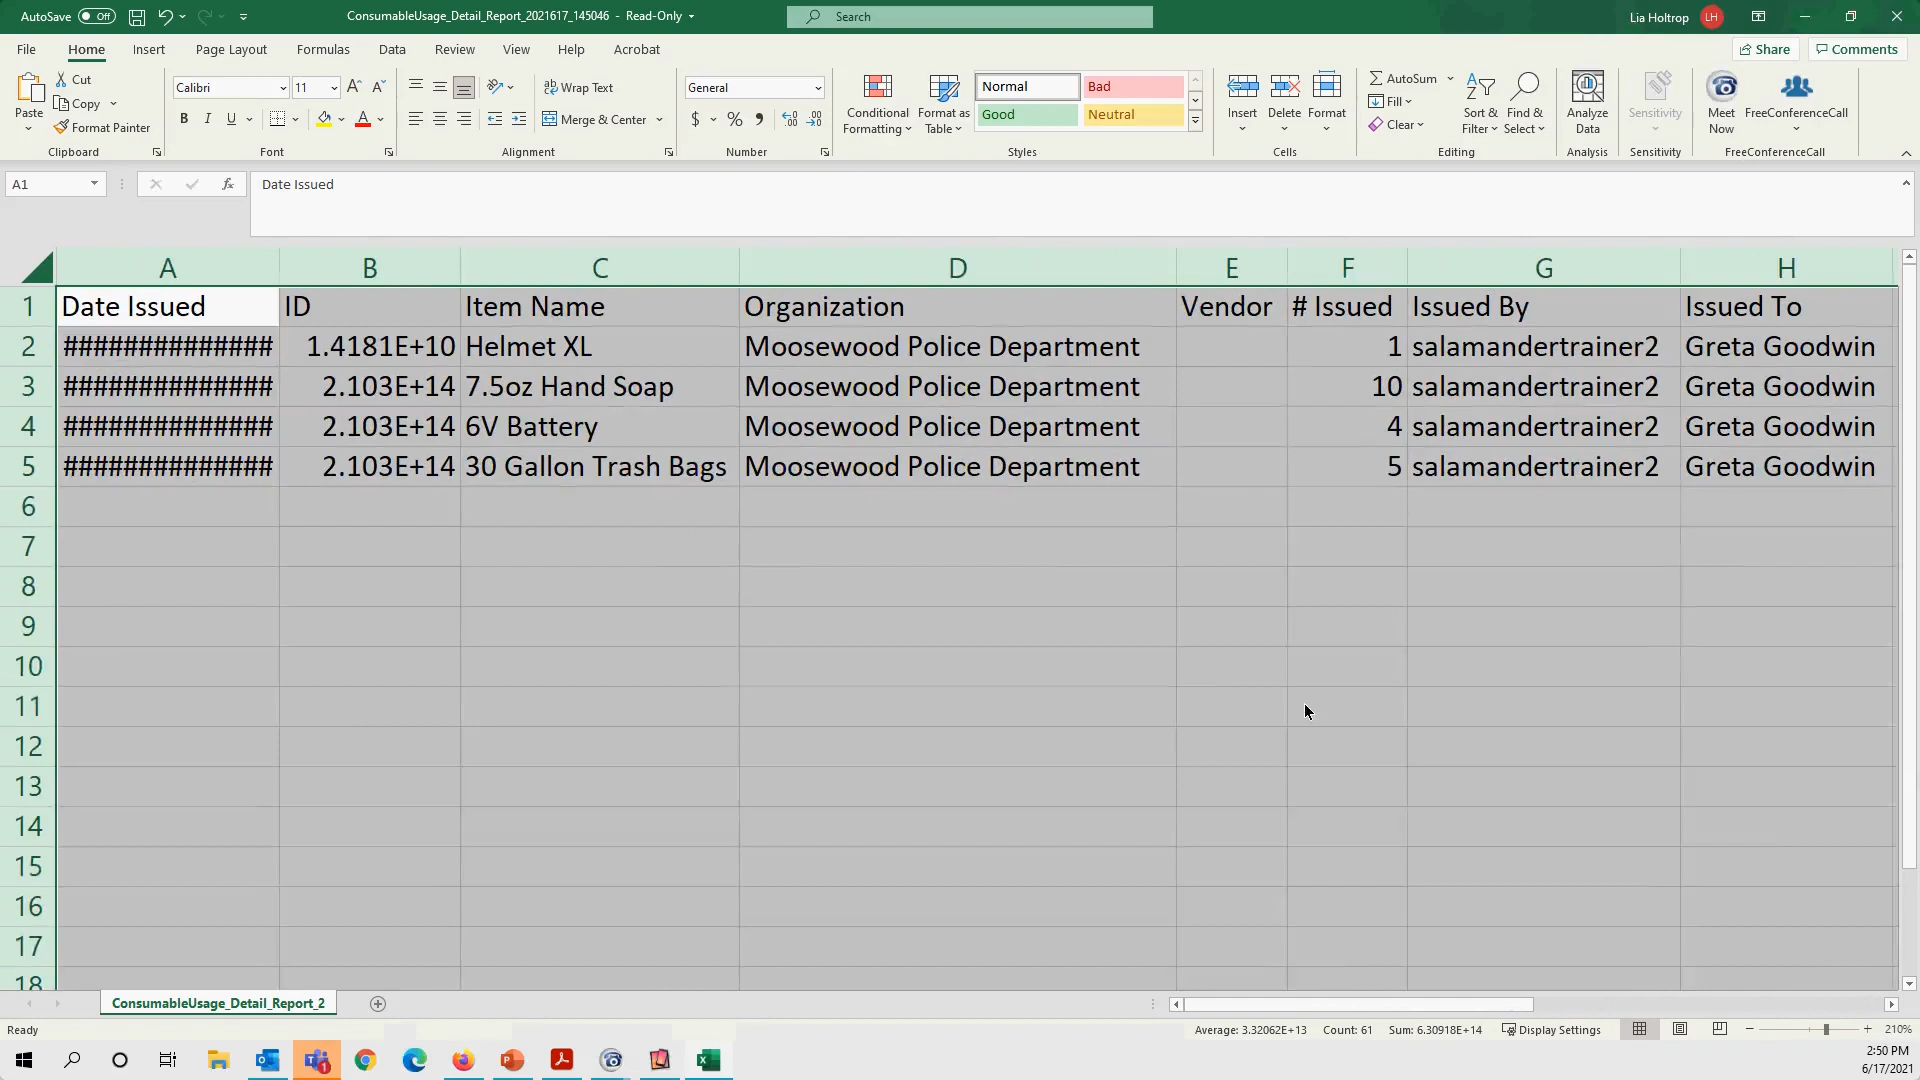 AutoSave Off ConsumableUsage_Detail_Report_2021617_145046 - Read-Only Search Lia Holtrop LH
File Home Insert Page Layout Formulas Data Review View Help Acrobat Share Comments
Cut Calibri 11 Wrap Text General Normal Bad AutoSum
Paste Copy Conditional Formatting Format as Table Good Neutral Insert Delete Format Fill Sort & Filter Find & Select Analyze Data Sensitivity Meet Now FreeConferenceCall
Format Painter B I U A Merge & Center $ % Clear
Clipboard Font Alignment Number Styles Cells Editing Analysis Sensitivity FreeConferenceCall
A1 fx Date Issued
A B C D E F G H
1 Date Issued ID Item Name Organization Vendor # Issued Issued By Issued To
2 ############## 1.4181E+10 Helmet XL Moosewood Police Department 1 salamandertrainer2 Greta Goodwin
3 ############## 2.103E+14 7.5oz Hand Soap Moosewood Police Department 10 salamandertrainer2 Greta Goodwin
4 ############## 2.103E+14 6V Battery Moosewood Police Department 4 salamandertrainer2 Greta Goodwin
5 ############## 2.103E+14 30 Gallon Trash Bags Moosewood Police Department 5 salamandertrainer2 Greta Goodwin
6
7
8
9
10
11
12
13
14
15
16
17
18
ConsumableUsage_Detail_Report_2
Ready Average: 3.32062E+13 Count: 61 Sum: 6.30918E+14 Display Settings 210%
2:50 PM
6/17/2021